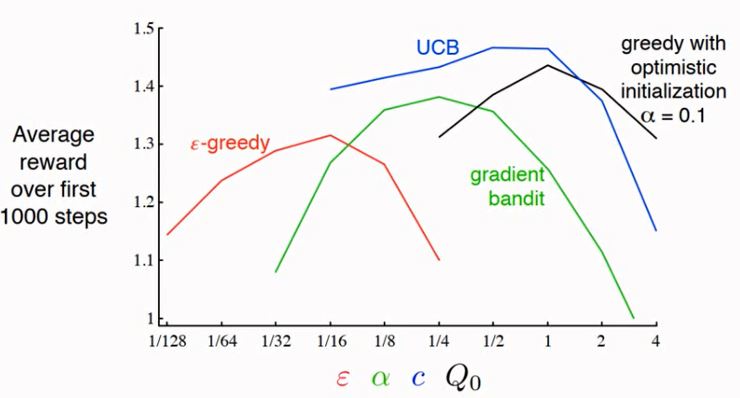 Average
reward
over first
1000 steps
1.5
1.4
1.3
1.2
1.1
1
ε-greedy
UCB
gradient
bandit
greedy with
optimistic
initialization
α = 0.1
1/128 1/64 1/32 1/16 1/8 1/4 1/2 1 2 4
ε α c Q₀